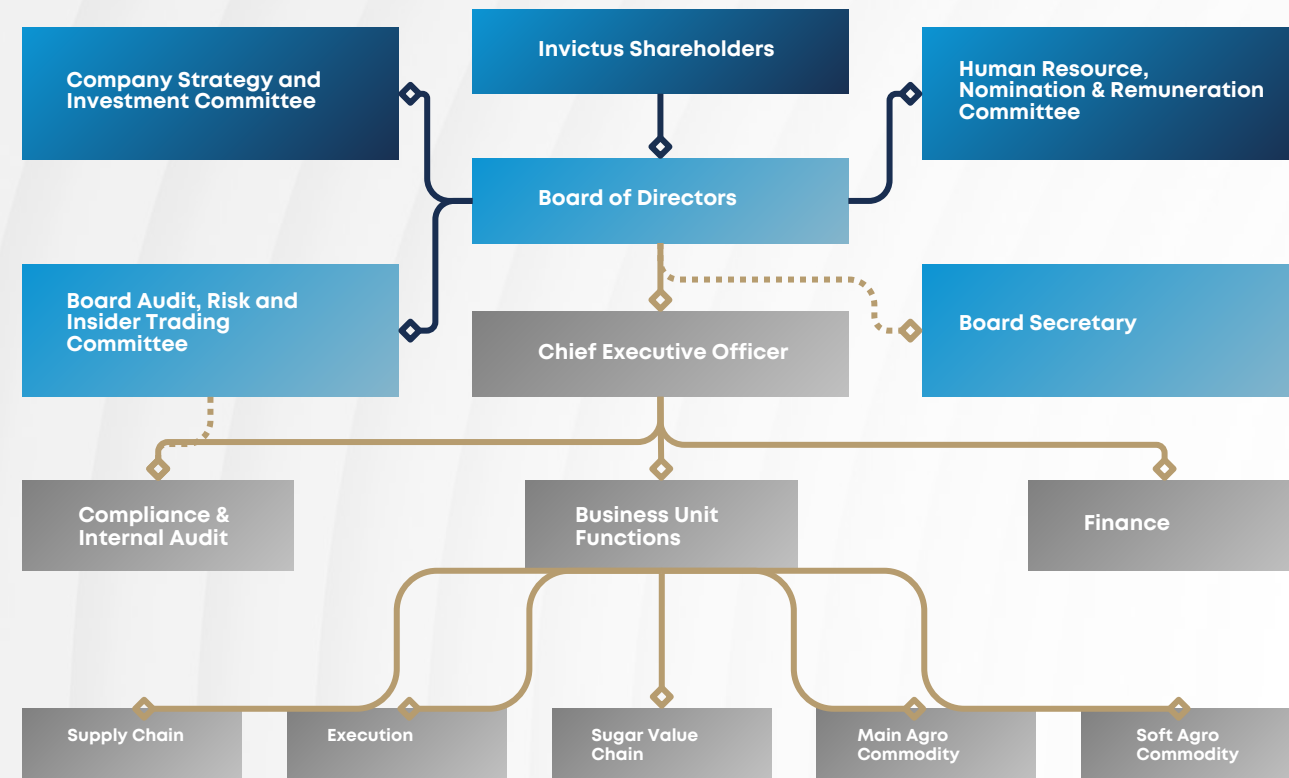 Invictus Shareholders
Company Strategy and
Investment Committee
Human Resource,
Nomination & Remuneration
Committee
Board of Directors
Board Audit, Risk and
Insider Trading
Committee
Board Secretary
Chief Executive Officer
Compliance &
Internal Audit
Business Unit
Functions
Finance
Supply Chain
Execution
Sugar Value
Chain
Main Agro
Commodity
Soft Agro
Commodity